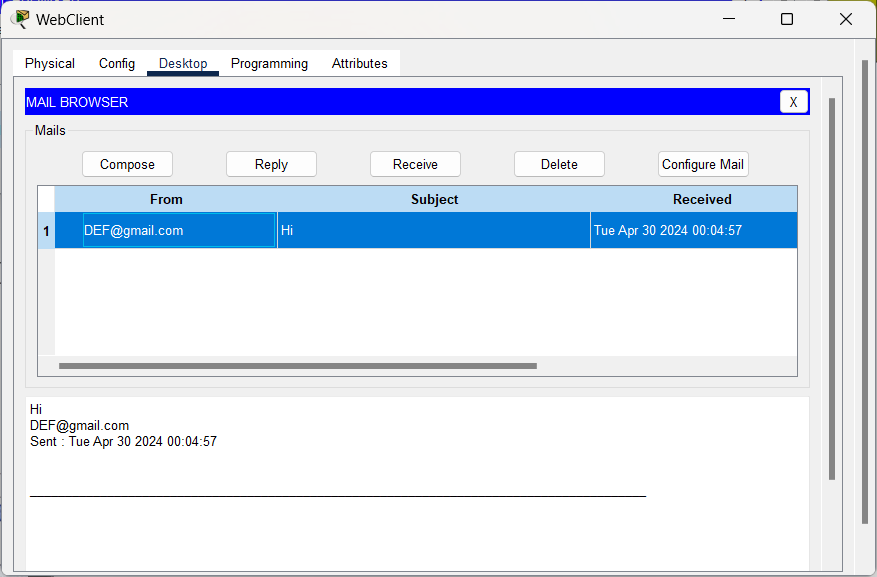 WebClient
Physical Config Desktop Programming Attributes
MAIL BROWSER X
Mails
Compose Reply Receive Delete Configure Mail
From Subject Received
1 DEF@gmail.com Hi Tue Apr 30 2024 00:04:57
Hi
DEF@gmail.com
Sent : Tue Apr 30 2024 00:04:57